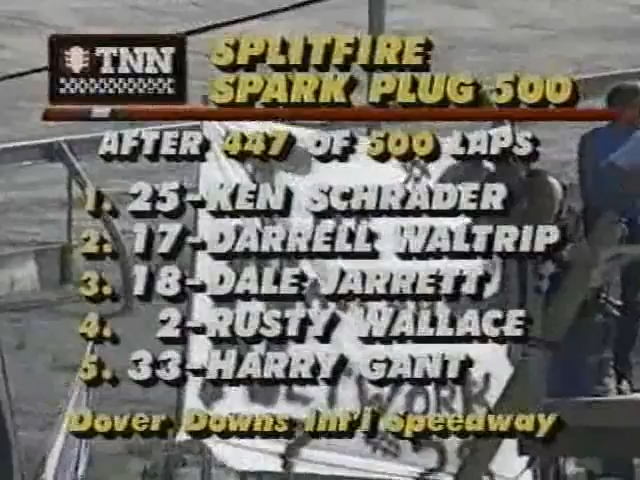 TNN
SPLITFIRE
SPARK PLUG 500
AFTER 447 OF 500 LAPS
1. 25-KEN SCHRADER
2. 17-DARRELL WALTRIP
3. 18-DALE JARRETT
4. 2-RUSTY WALLACE
5. 33-HARRY GANT
Dover Downs Int'l Speedway